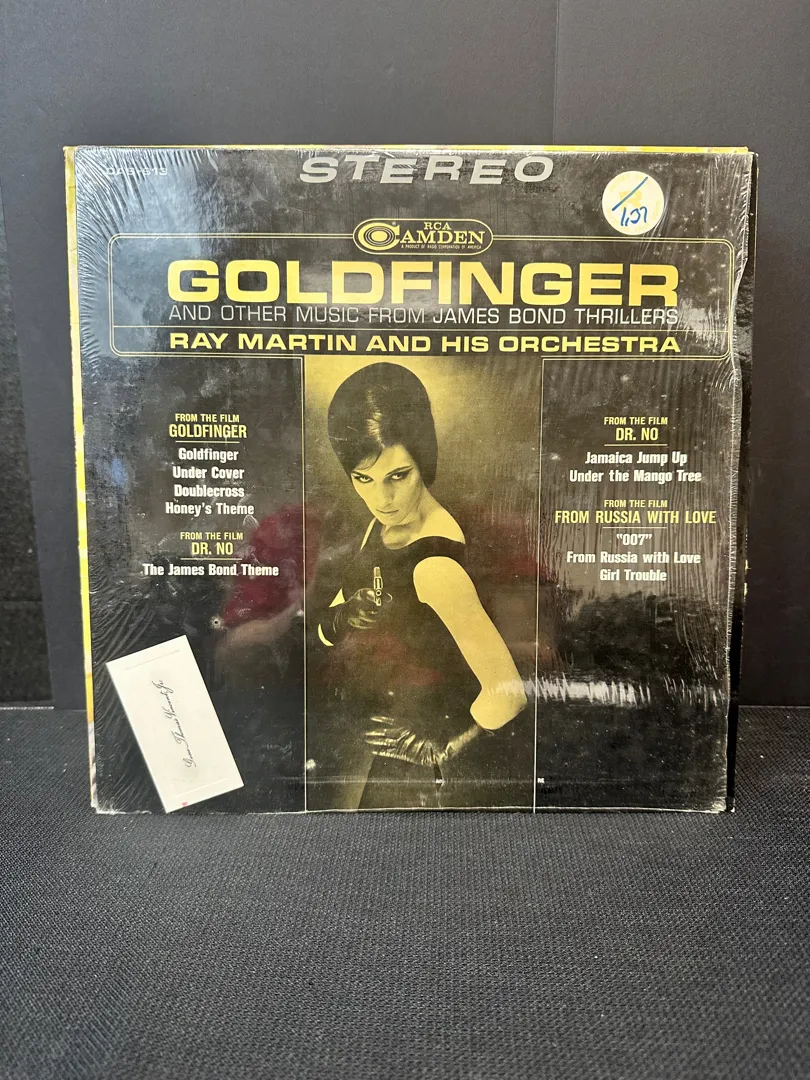 STEREO
1.27
RCA
CAMDEN
A PRODUCT OF RADIO CORPORATION OF AMERICA
GOLDFINGER
AND OTHER MUSIC FROM JAMES BOND THRILLERS
RAY MARTIN AND HIS ORCHESTRA
FROM THE FILM
GOLDFINGER
Goldfinger
Under Cover
Doublecross
Honey's Theme
FROM THE FILM
DR. NO
The James Bond Theme
FROM THE FILM
DR. NO
Jamaica Jump Up
Under the Mango Tree
FROM THE FILM
FROM RUSSIA WITH LOVE
"007"
From Russia with Love
Girl Trouble